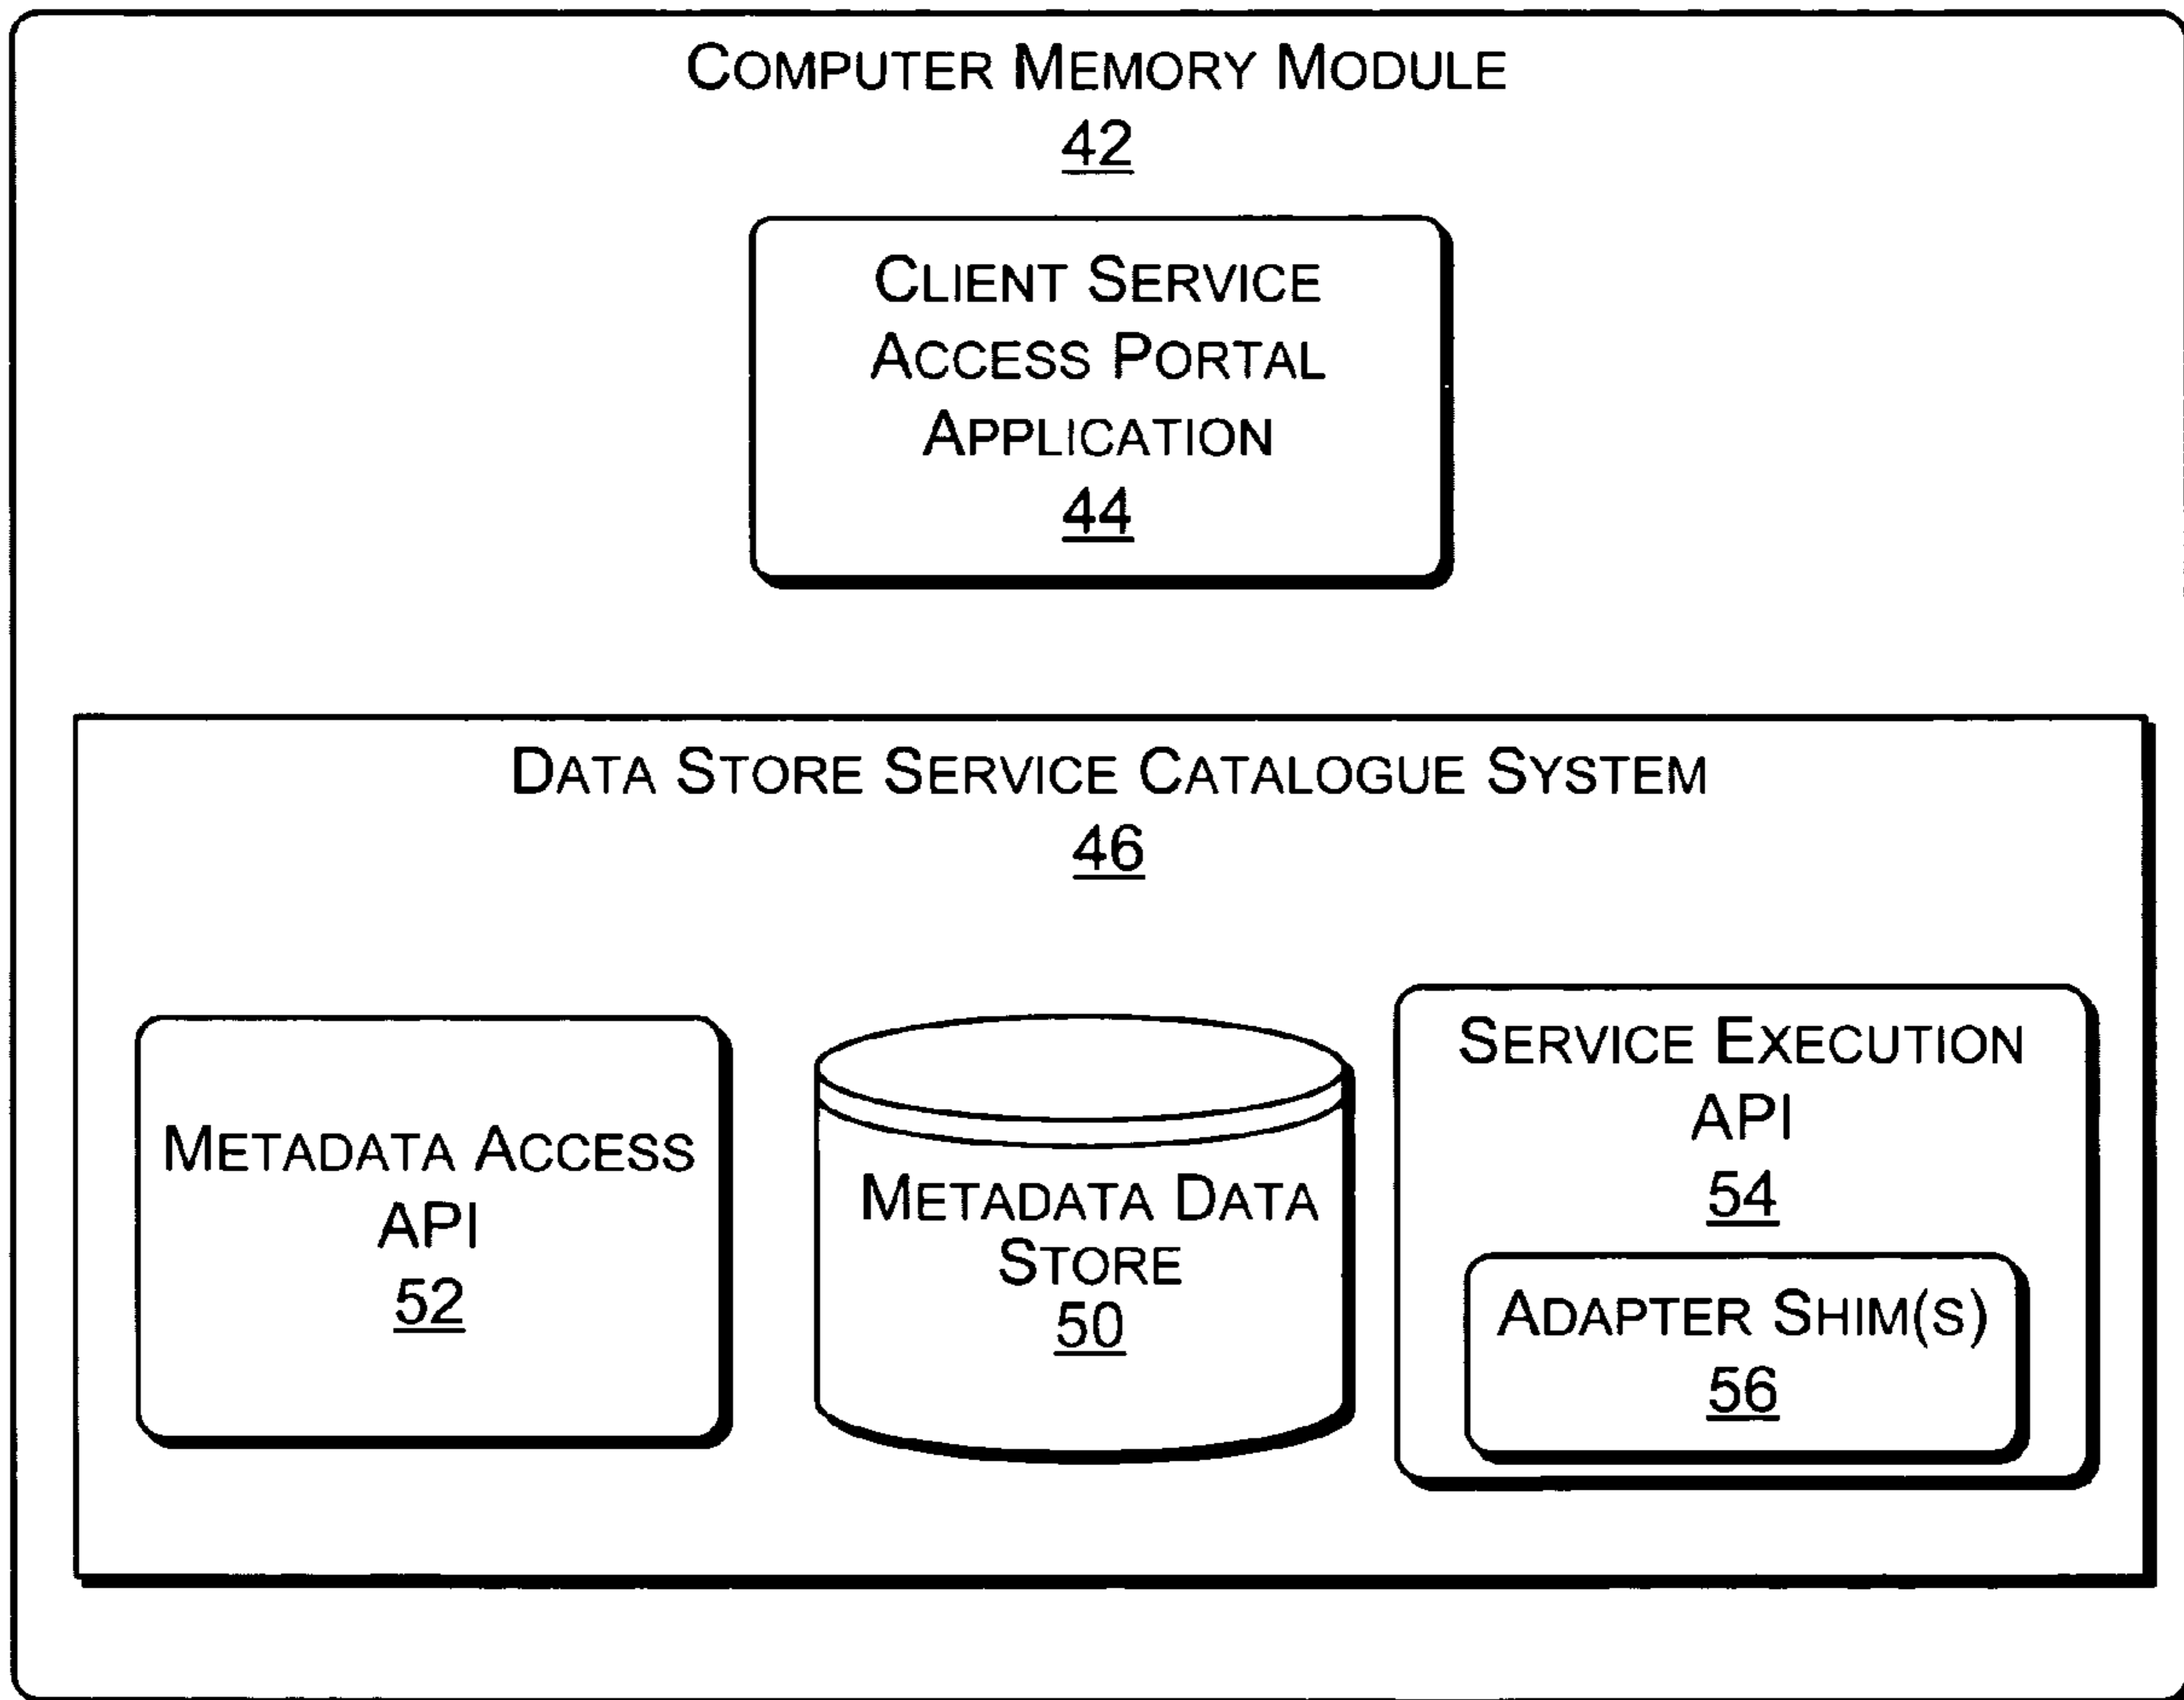 COMPUTER MEMORY MODULE
42
CLIENT SERVICE
ACCESS PORTAL
APPLICATION
44
DATA STORE SERVICE CATALOGUE SYSTEM
46
METADATA ACCESS
API
52
METADATA DATA
STORE
50
SERVICE EXECUTION
API
54
ADAPTER SHIM(S)
56